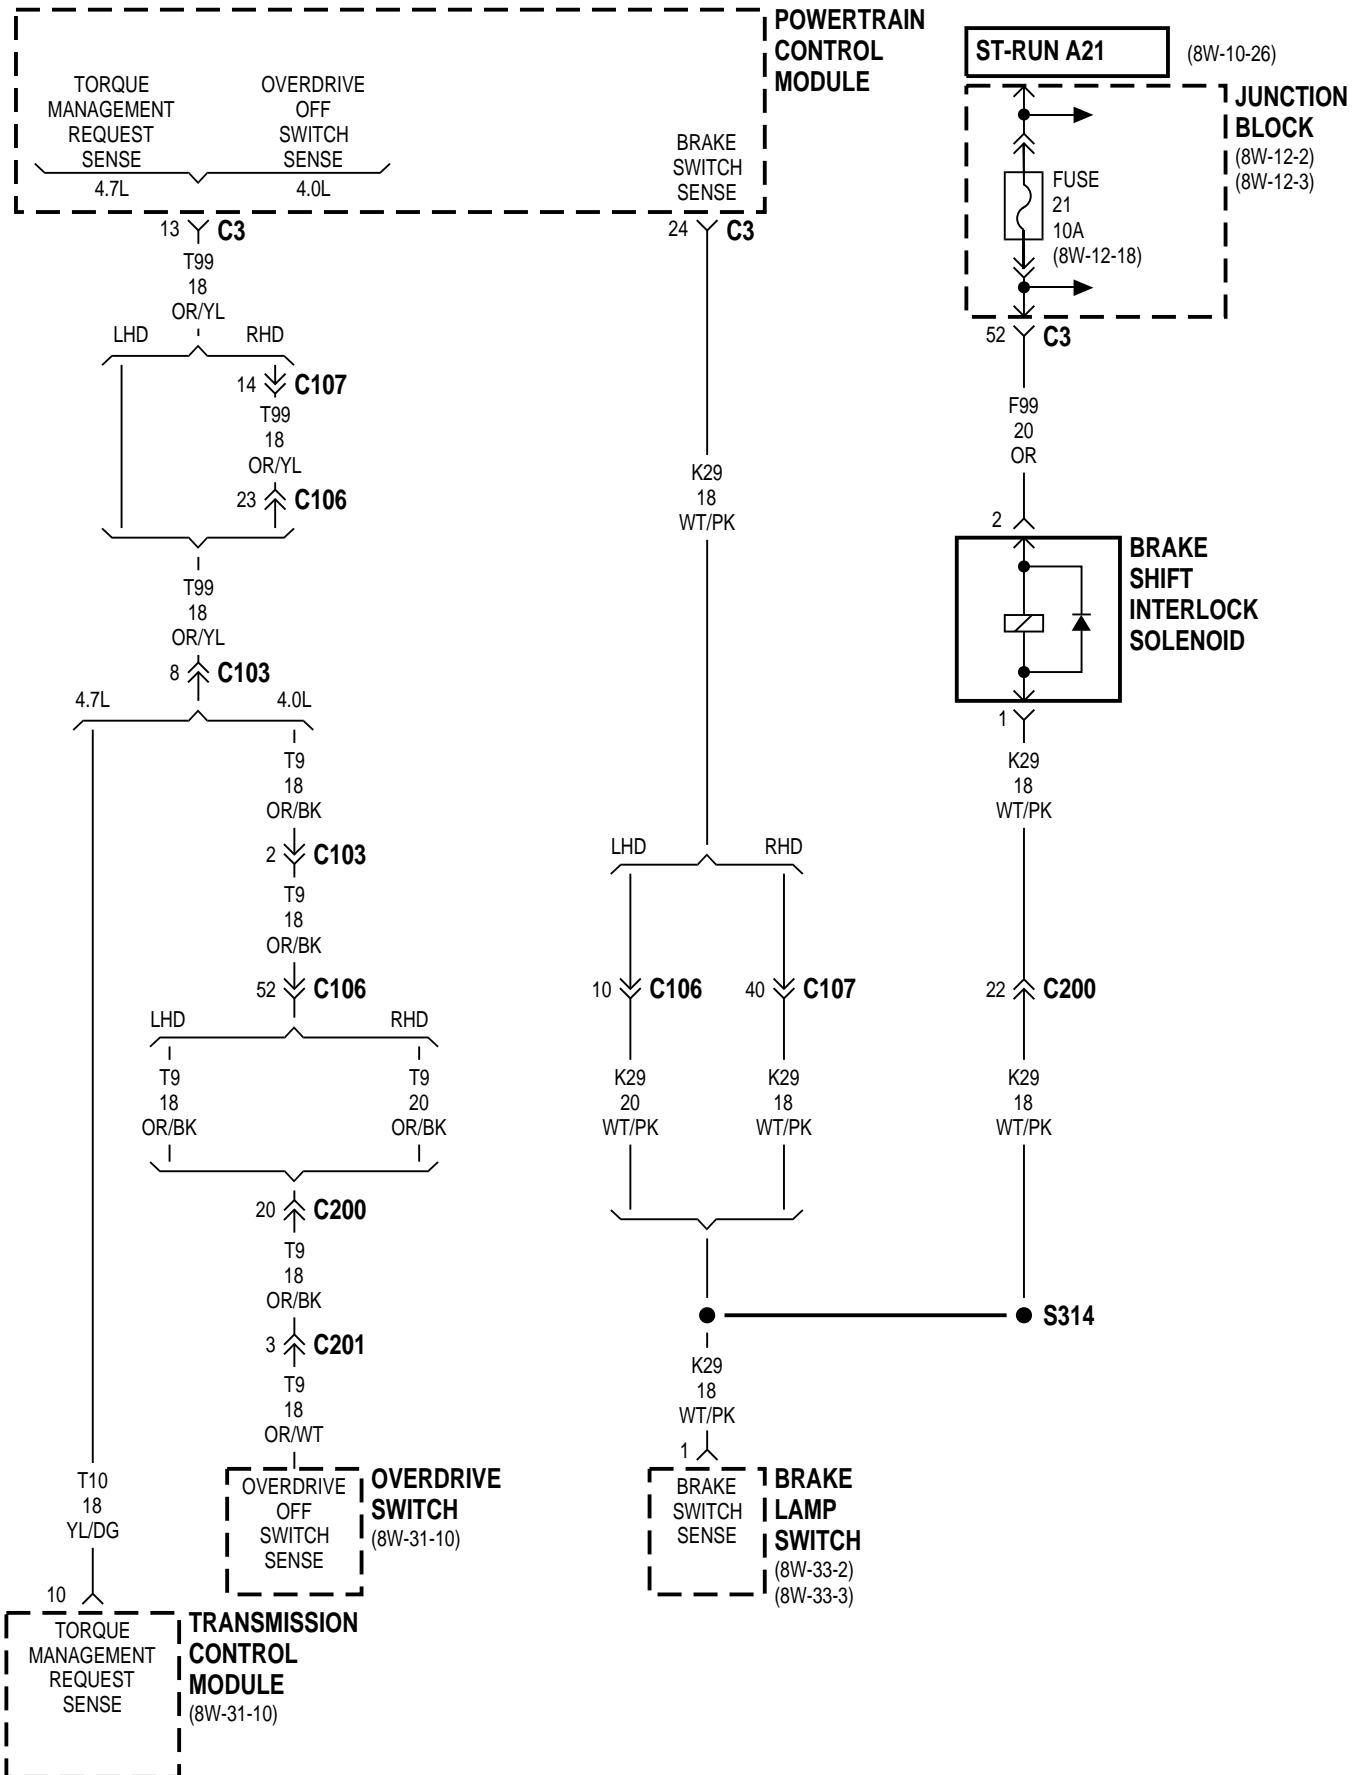 POWERTRAIN
CONTROL
MODULE
TORQUE
MANAGEMENT
REQUEST
SENSE
4.7L
OVERDRIVE
OFF
SWITCH
SENSE
4.0L
BRAKE
SWITCH
SENSE
ST-RUN A21
(8W-10-26)
JUNCTION
BLOCK
(8W-12-2)
(8W-12-3)
FUSE
21
10A
(8W-12-18)
13 C3
T99
18
OR/YL
LHD RHD
14 C107
T99
18
OR/YL
23 C106
T99
18
OR/YL
8 C103
4.7L 4.0L
T9
18
OR/BK
2 C103
T9
18
OR/BK
52 C106
LHD RHD
T9
18
OR/BK
T9
20
OR/BK
20 C200
T9
18
OR/BK
3 C201
T9
18
OR/WT
OVERDRIVE
OFF
SWITCH
SENSE
OVERDRIVE
SWITCH
(8W-31-10)
T10
18
YL/DG
10
TORQUE
MANAGEMENT
REQUEST
SENSE
TRANSMISSION
CONTROL
MODULE
(8W-31-10)
24 C3
K29
18
WT/PK
LHD RHD
10 C106
40 C107
K29
20
WT/PK
K29
18
WT/PK
K29
18
WT/PK
1
BRAKE
SWITCH
SENSE
BRAKE
LAMP
SWITCH
(8W-33-2)
(8W-33-3)
52 C3
F99
20
OR
2
BRAKE
SHIFT
INTERLOCK
SOLENOID
1
K29
18
WT/PK
22 C200
K29
18
WT/PK
S314